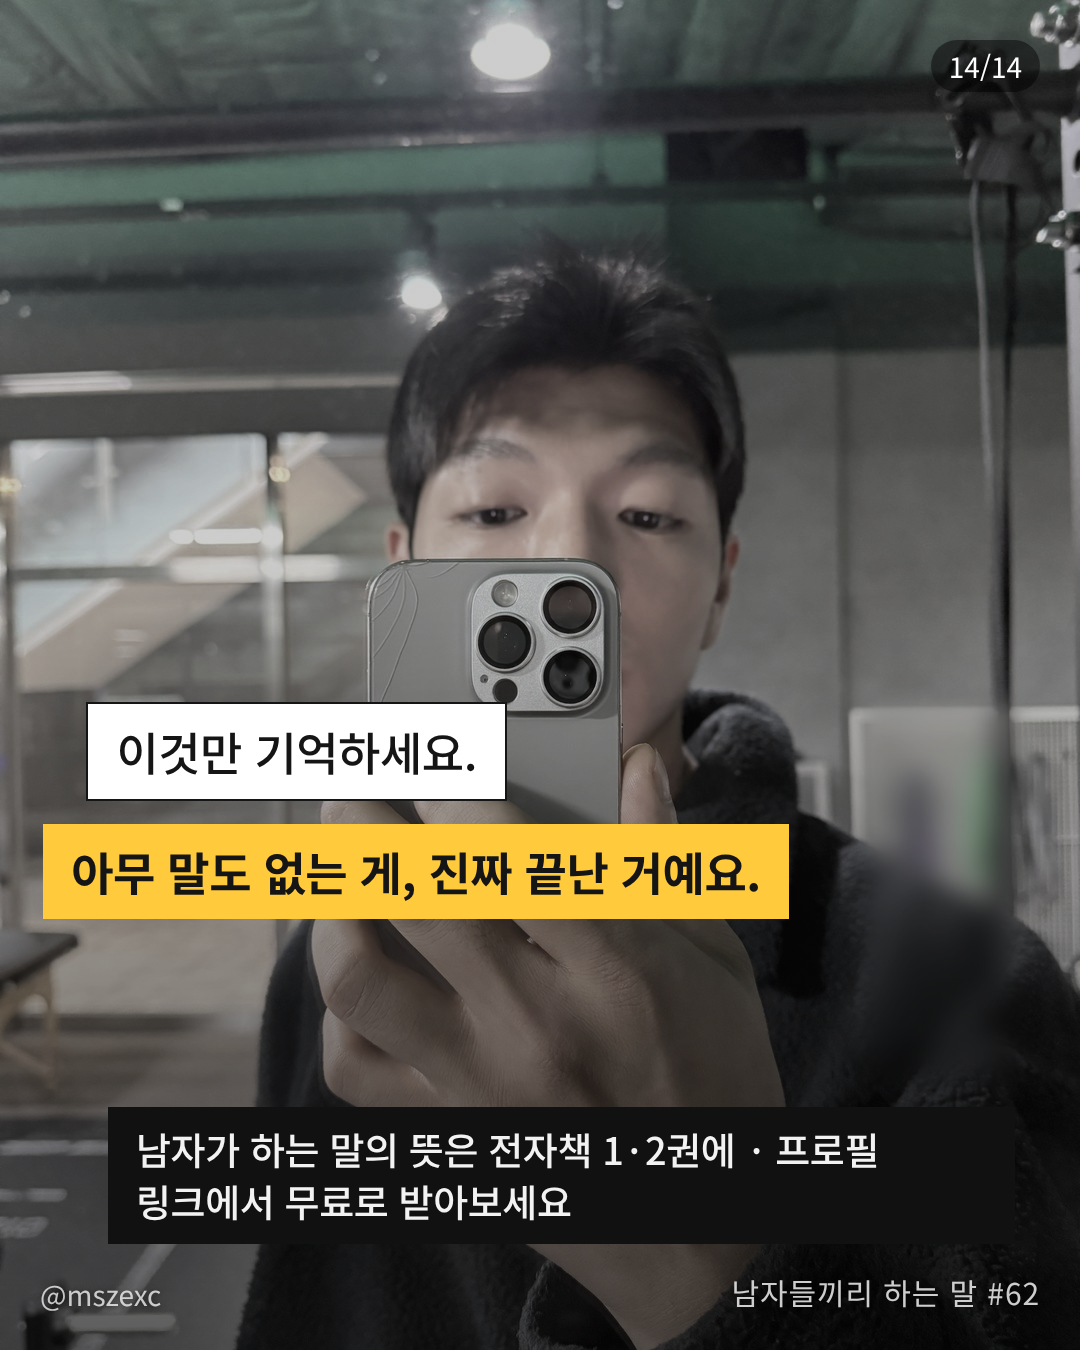 14/14
이것만 기억하세요.
아무 말도 없는 게, 진짜 끝난 거예요.
남자가 하는 말의 뜻은 전자책 1·2권에 · 프로필
링크에서 무료로 받아보세요
@mszexc
남자들끼리 하는 말 #62